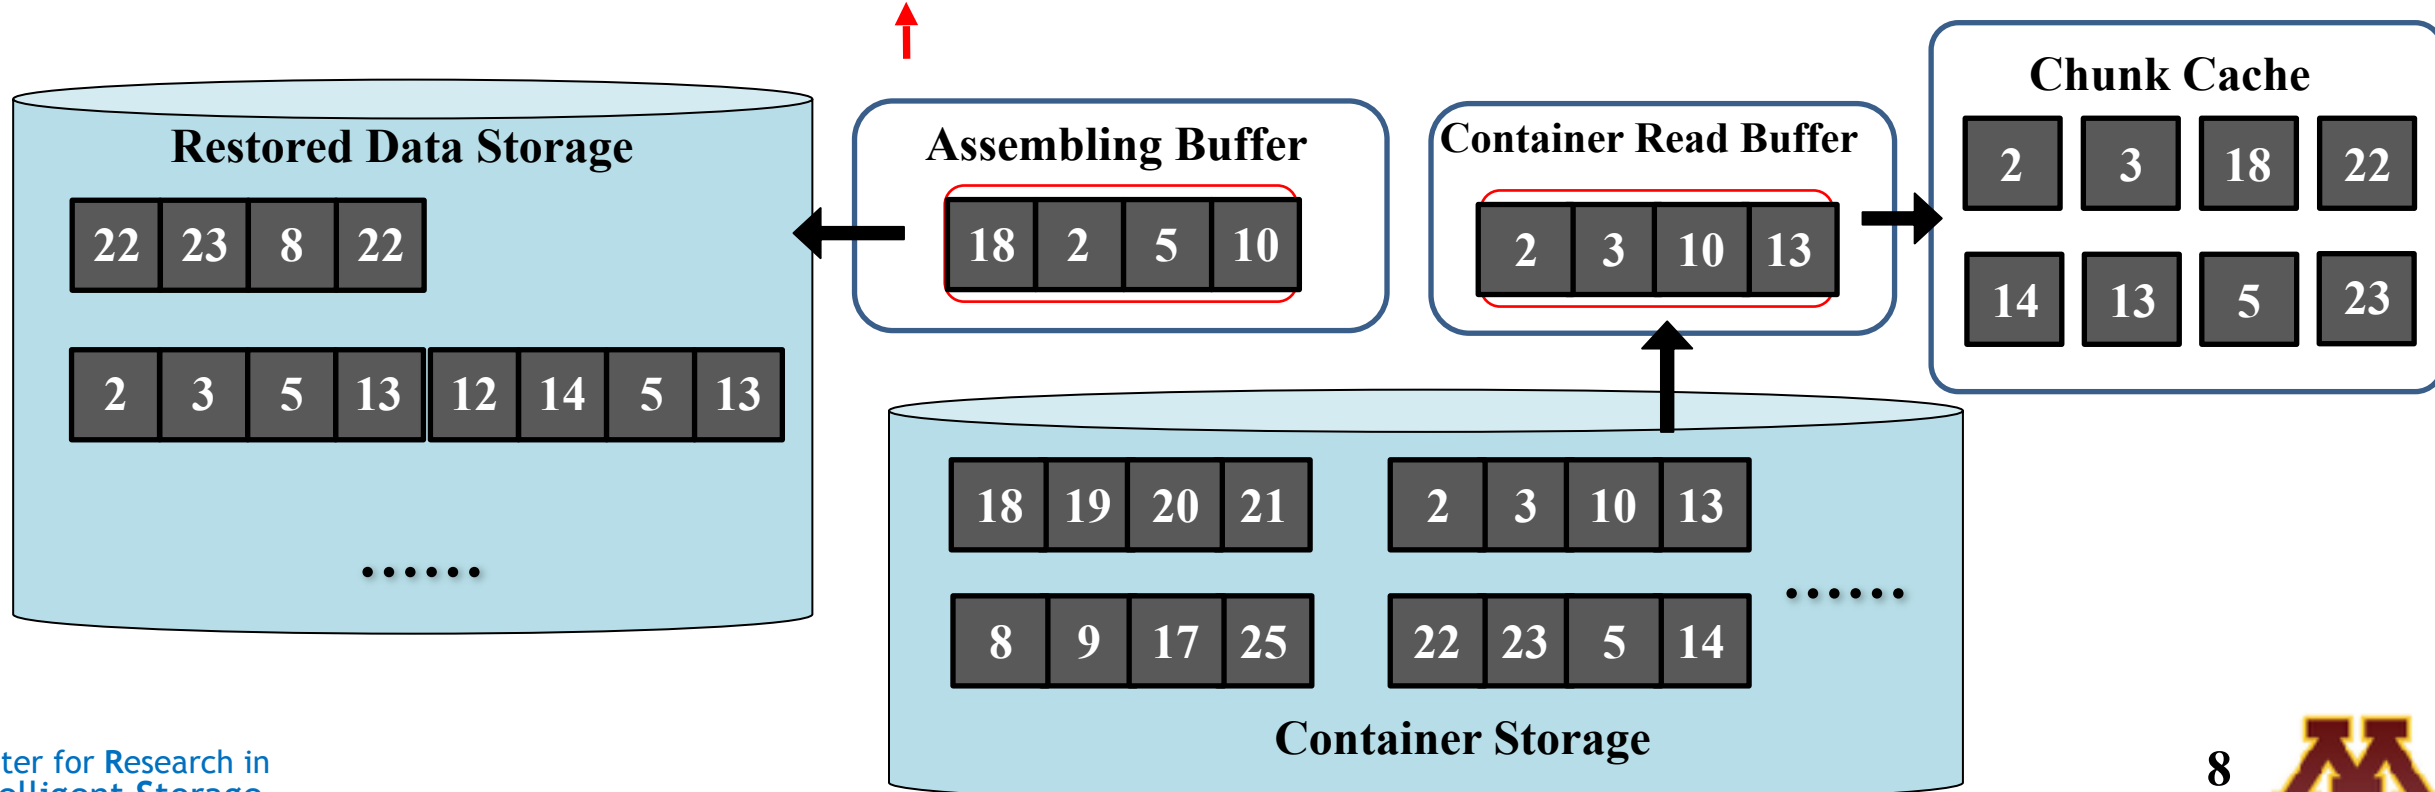 Restored Data Storage
22 23 8 22
2 3 5 13 12 14 5 13
......
Assembling Buffer
18 2 5 10
Container Read Buffer
2 3 10 13
Chunk Cache
2 3 18 22
14 13 5 23
18 19 20 21 2 3 10 13
8 9 17 25 22 23 5 14
......
Container Storage
ter for Research in
elligent Storage
8